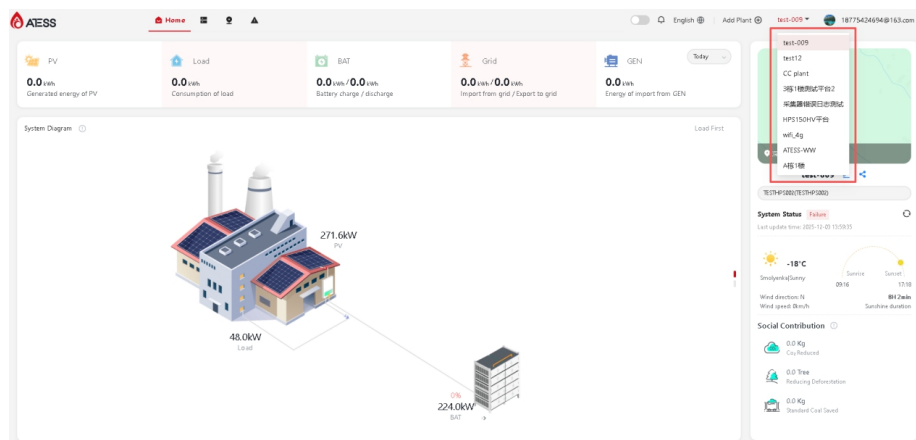 ATESS
Home
English
Add Plant
test-009
18775424694@163.com
PV
0.0 kWh
Generated energy of PV
Load
0.0 kWh
Consumption of load
BAT
0.0 kWh / 0.0 kWh
Battery charge / discharge
Grid
0.0 kWh / 0.0 kWh
Import from grid / Export to grid
GEN
0.0 kWh
Energy of import from GEN
Today
test-009
test12
CC plant
3栋1楼测试平台2
采集器错误日志测试
HPS150HV平台
wifi_4g
ATESS-WW
A栋1楼
System Diagram
Load First
271.6kW
PV
48.0kW
Load
0%
224.0kW
BAT
test-009
TESTHPS002(TESTHPS002)
System Status Failure
Last update time: 2025-12-03 13:59:15
-18°C
Smolyenka|Sunny
Sunrise
09:16
Sunset
17:18
Wind direction: N
Wind speed: 0km/h
8H 2min
Sunshine duration
Social Contribution
0.0 Kg
Co₂ Reduced
0.0 Tree
Reducing Deforestation
0.0 Kg
Standard Coal Saved